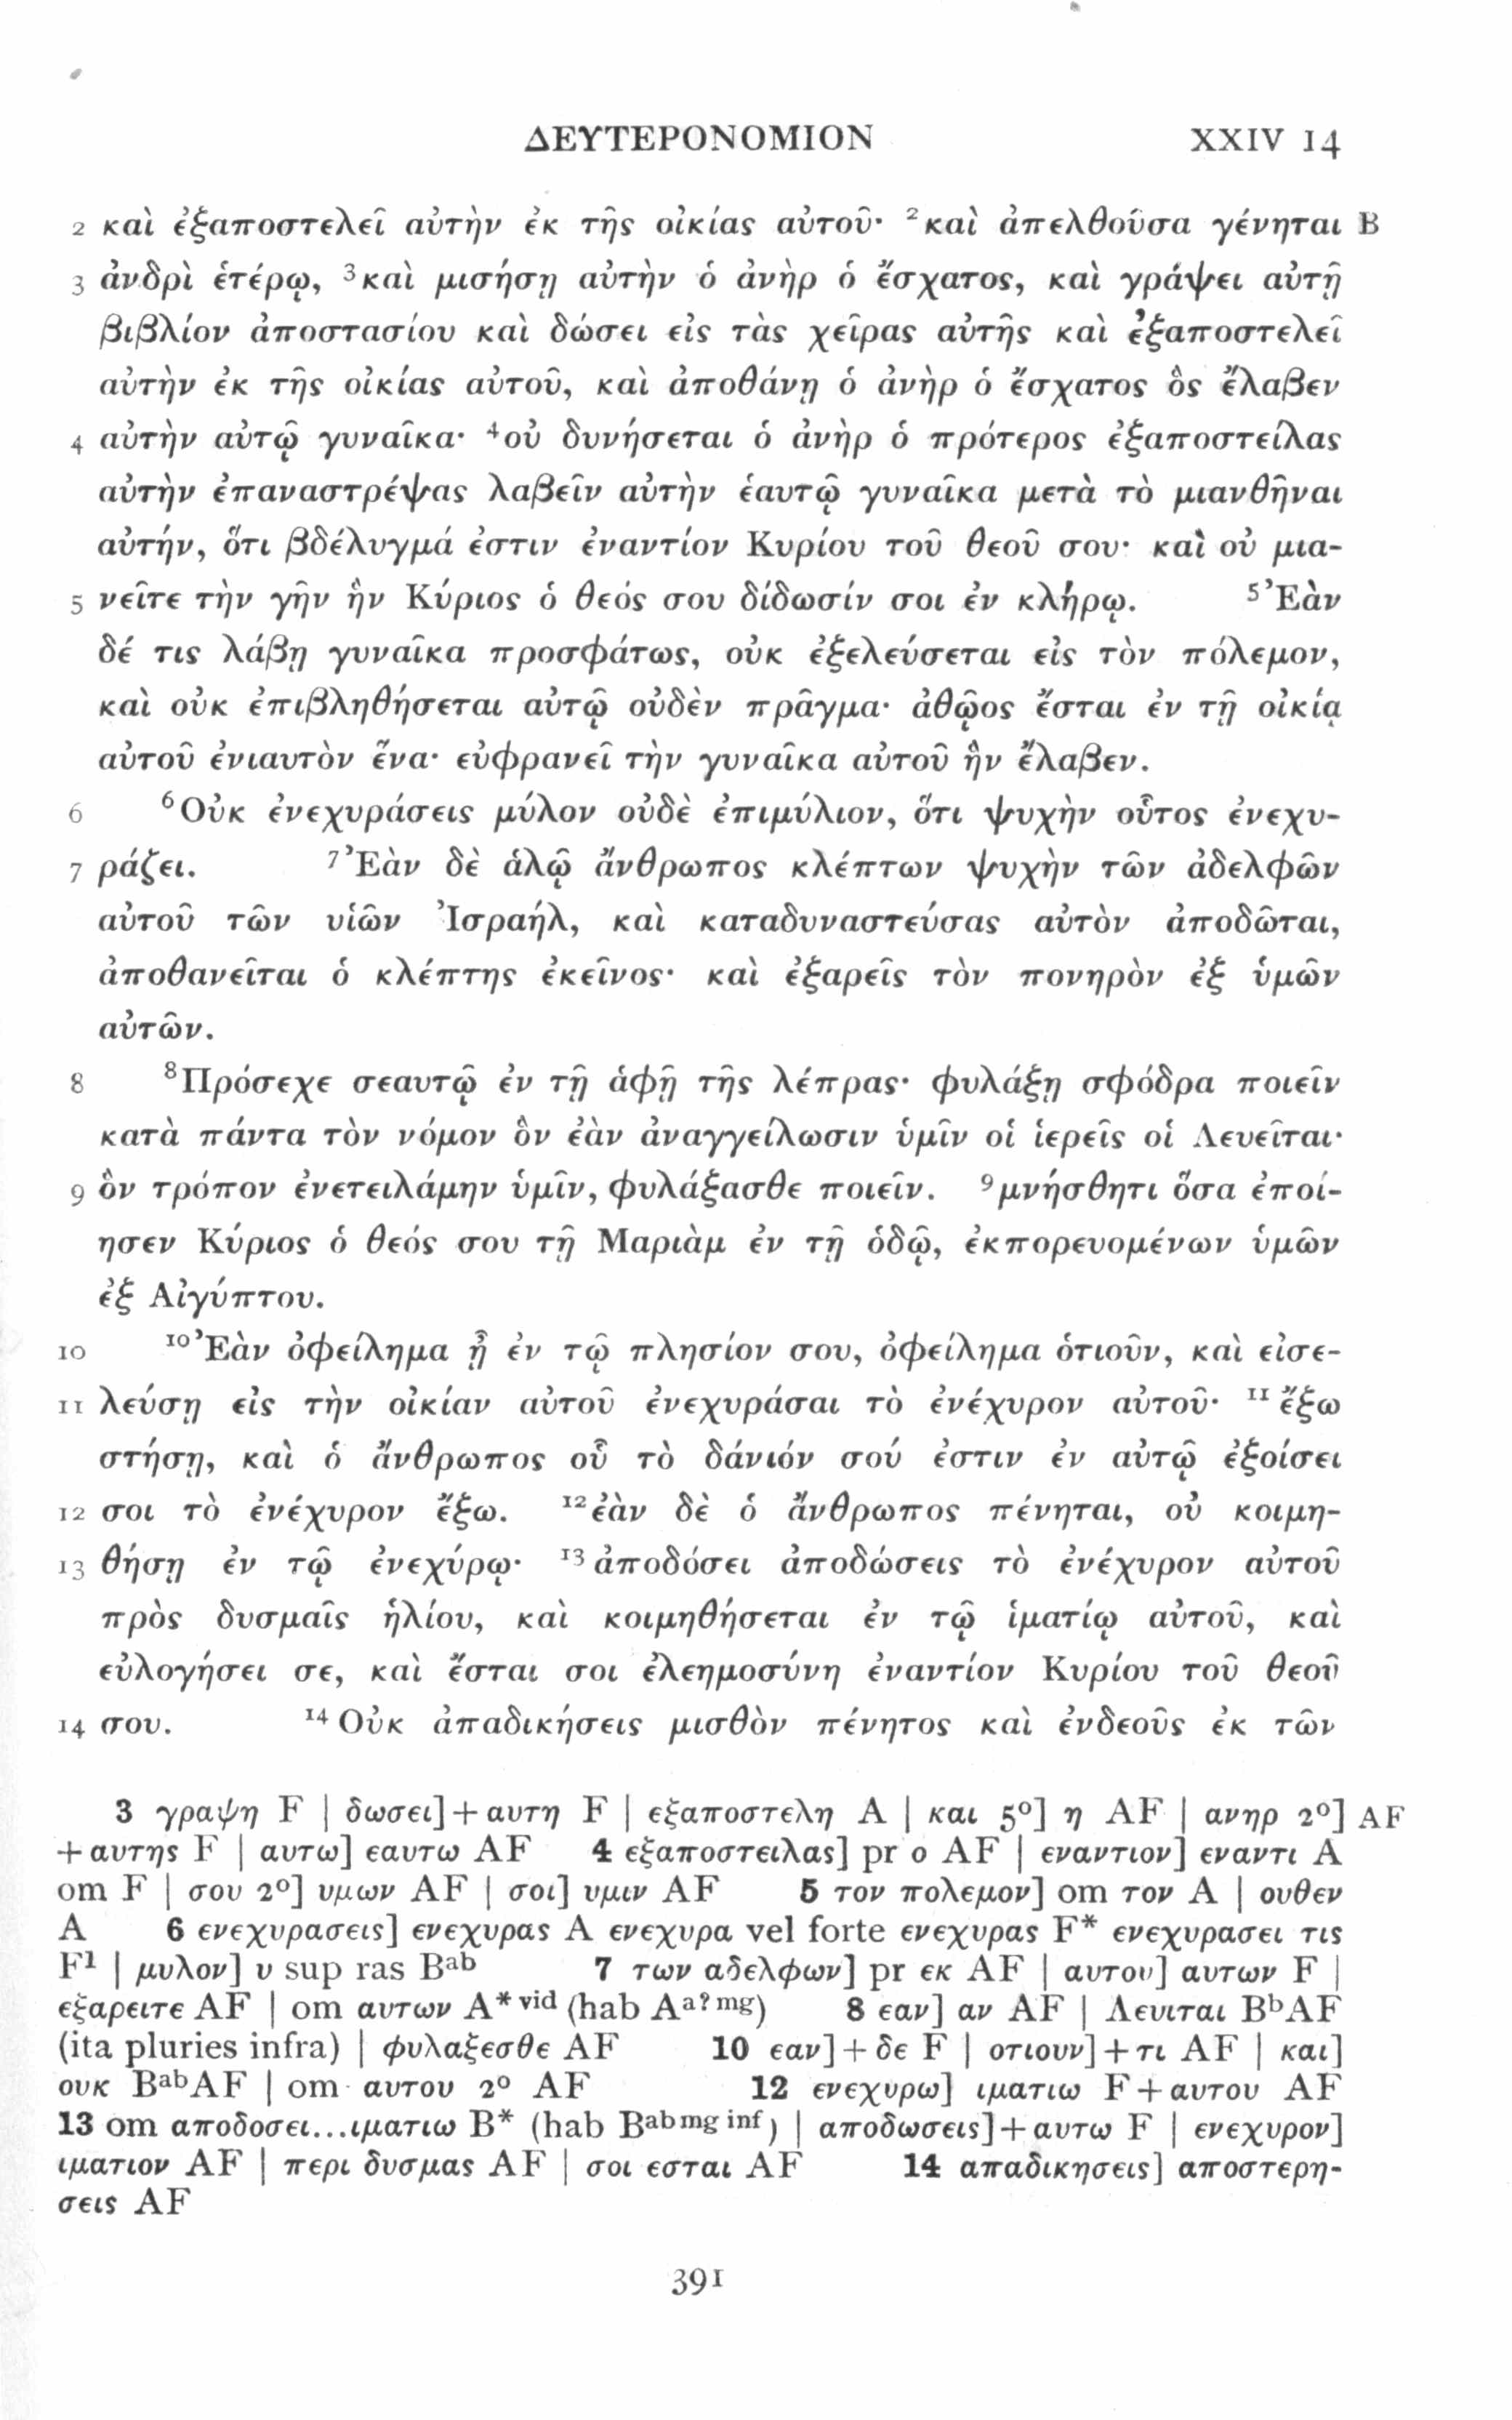 ΔΕΥΤΕΡΟΝΟΜΙΟΝ XXIV 14
2 καὶ ἐξαποστελεῖ αὐτὴν ἐκ τῆς οἰκίας αὐτοῦ· ²καὶ ἀπελθοῦσα γένηται B
3 ἀνδρὶ ἑτέρῳ, ³καὶ μισήσῃ αὐτὴν ὁ ἀνὴρ ὁ ἔσχατος, καὶ γράψει αὐτῇ
βιβλίον ἀποστασίου καὶ δώσει εἰς τὰς χεῖρας αὐτῆς καὶ ἐξαποστελεῖ
αὐτὴν ἐκ τῆς οἰκίας αὐτοῦ, καὶ ἀποθάνῃ ὁ ἀνὴρ ὁ ἔσχατος ὃς ἔλαβεν
4 αὐτὴν αὐτῷ γυναῖκα· ⁴οὐ δυνήσεται ὁ ἀνὴρ ὁ πρότερος ἐξαποστείλας
αὐτὴν ἐπαναστρέψας λαβεῖν αὐτὴν ἑαυτῷ γυναῖκα μετὰ τὸ μιανθῆναι
αὐτήν, ὅτι βδέλυγμά ἐστιν ἐναντίον Κυρίου τοῦ θεοῦ σου· καὶ οὐ μια-
5 νεῖτε τὴν γῆν ἣν Κύριος ὁ θεός σου δίδωσίν σοι ἐν κλήρῳ. ⁵Ἐὰν
δέ τις λάβῃ γυναῖκα προσφάτως, οὐκ ἐξελεύσεται εἰς τὸν πόλεμον,
καὶ οὐκ ἐπιβληθήσεται αὐτῷ οὐδὲν πρᾶγμα· ἀθῷος ἔσται ἐν τῇ οἰκίᾳ
αὐτοῦ ἐνιαυτὸν ἕνα· εὐφρανεῖ τὴν γυναῖκα αὐτοῦ ἣν ἔλαβεν.
6 ⁶Οὐκ ἐνεχυράσεις μύλον οὐδὲ ἐπιμύλιον, ὅτι ψυχὴν οὗτος ἐνεχυ-
7 ράζει. ⁷Ἐὰν δὲ ἁλῷ ἄνθρωπος κλέπτων ψυχὴν τῶν ἀδελφῶν
αὐτοῦ τῶν υἱῶν Ἰσραήλ, καὶ καταδυναστεύσας αὐτὸν ἀποδῶται,
ἀποθανεῖται ὁ κλέπτης ἐκεῖνος· καὶ ἐξαρεῖς τὸν πονηρὸν ἐξ ὑμῶν
αὐτῶν.
8 ⁸Πρόσεχε σεαυτῷ ἐν τῇ ἁφῇ τῆς λέπρας· φυλάξῃ σφόδρα ποιεῖν
κατὰ πάντα τὸν νόμον ὃν ἐὰν ἀναγγείλωσιν ὑμῖν οἱ ἱερεῖς οἱ Λευεῖται·
9 ὃν τρόπον ἐνετειλάμην ὑμῖν, φυλάξασθε ποιεῖν. ⁹μνήσθητι ὅσα ἐποί-
ησεν Κύριος ὁ θεός σου τῇ Μαριὰμ ἐν τῇ ὁδῷ, ἐκπορευομένων ὑμῶν
ἐξ Αἰγύπτου.
10 ¹⁰Ἐὰν ὀφείλημα ᾖ ἐν τῷ πλησίον σου, ὀφείλημα ὁτιοῦν, καὶ εἰσε-
11 λεύσῃ εἰς τὴν οἰκίαν αὐτοῦ ἐνεχυράσαι τὸ ἐνέχυρον αὐτοῦ· ¹¹ἔξω
στήσῃ, καὶ ὁ ἄνθρωπος οὗ τὸ δάνιόν σού ἐστιν ἐν αὐτῷ ἐξοίσει
12 σοι τὸ ἐνέχυρον ἔξω. ¹²ἐὰν δὲ ὁ ἄνθρωπος πένηται, οὐ κοιμη-
13 θήσῃ ἐν τῷ ἐνεχύρῳ· ¹³ἀποδόσει ἀποδώσεις τὸ ἐνέχυρον αὐτοῦ
πρὸς δυσμαῖς ἡλίου, καὶ κοιμηθήσεται ἐν τῷ ἱματίῳ αὐτοῦ, καὶ
εὐλογήσει σε, καὶ ἔσται σοι ἐλεημοσύνη ἐναντίον Κυρίου τοῦ θεοῦ
14 σου. ¹⁴Οὐκ ἀπαδικήσεις μισθὸν πένητος καὶ ἐνδεοῦς ἐκ τῶν
3 γραψη F | δωσει]+αυτη F | εξαποστελη A | και 5º] η AF | ανηρ 2º] AF
+αυτης F | αυτω] εαυτω AF 4 εξαποστειλας] pr ο AF | εναντιον] εναντι A
om F | σου 2º] υμων AF | σοι] υμιν AF 5 τον πολεμον] om τον A | ουθεν
A 6 ενεχυρασεις] ενεχυρας A ενεχυρα vel forte ενεχυρας F* ενεχυρασει τις
F¹ | μυλον] υ sup ras Bᵃᵇ 7 των αδελφων] pr εκ AF | αυτου] αυτων F |
εξαρειτε AF | om αυτων A*ᵛⁱᵈ (hab Aᵃ?ᵐᵍ) 8 εαν] αν AF | Λευιται BᵇAF
(ita pluries infra) | φυλαξεσθε AF 10 εαν]+δε F | οτιουν]+τι AF | και]
ουκ BᵃᵇAF | om αυτου 2º AF 12 ενεχυρω] ιματιω F+αυτου AF
13 om αποδοσει...ιματιω B* (hab Bᵃᵇᵐᵍ ⁱⁿᶠ) | αποδωσεις]+αυτω F | ενεχυρον]
ιματιον AF | περι δυσμας AF | σοι εσται AF 14 απαδικησεις] αποστερη-
σεις AF
391